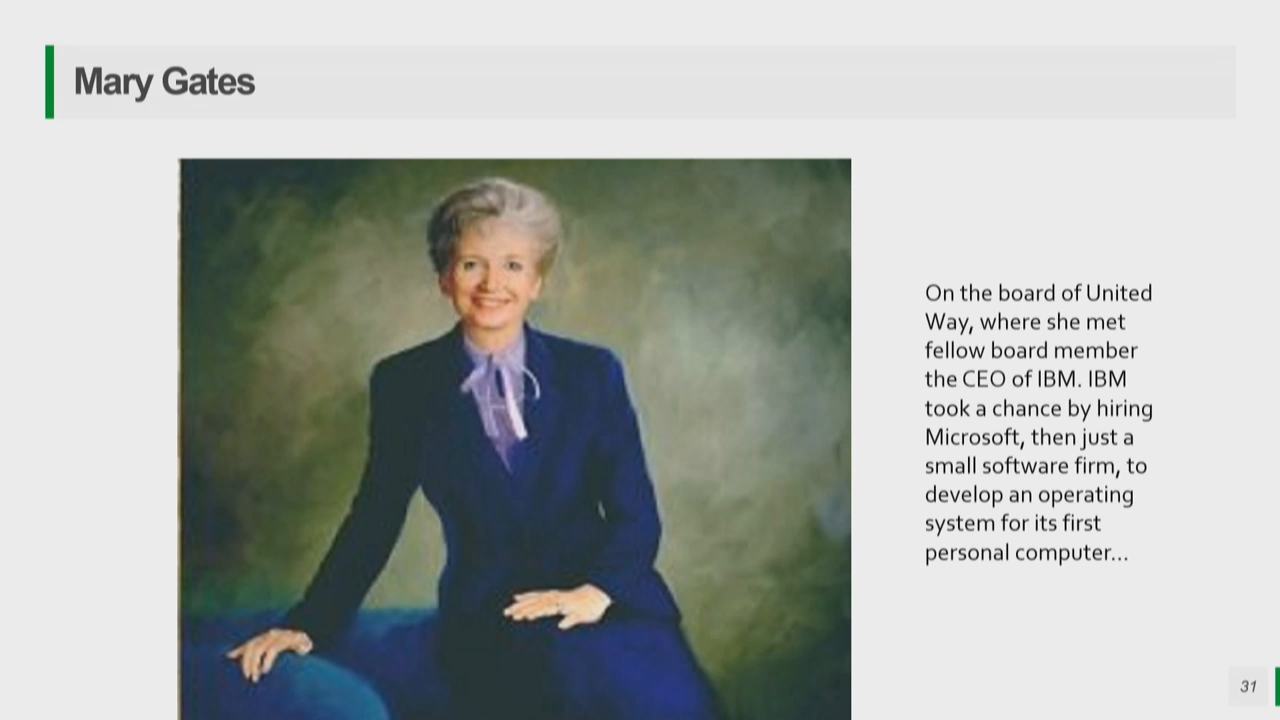 Mary Gates
On the board of United
Way, where she met
fellow board member
the CEO of IBM. IBM
took a chance by hiring
Microsoft, then just a
small software firm, to
develop an operating
system for its first
personal computer...
31